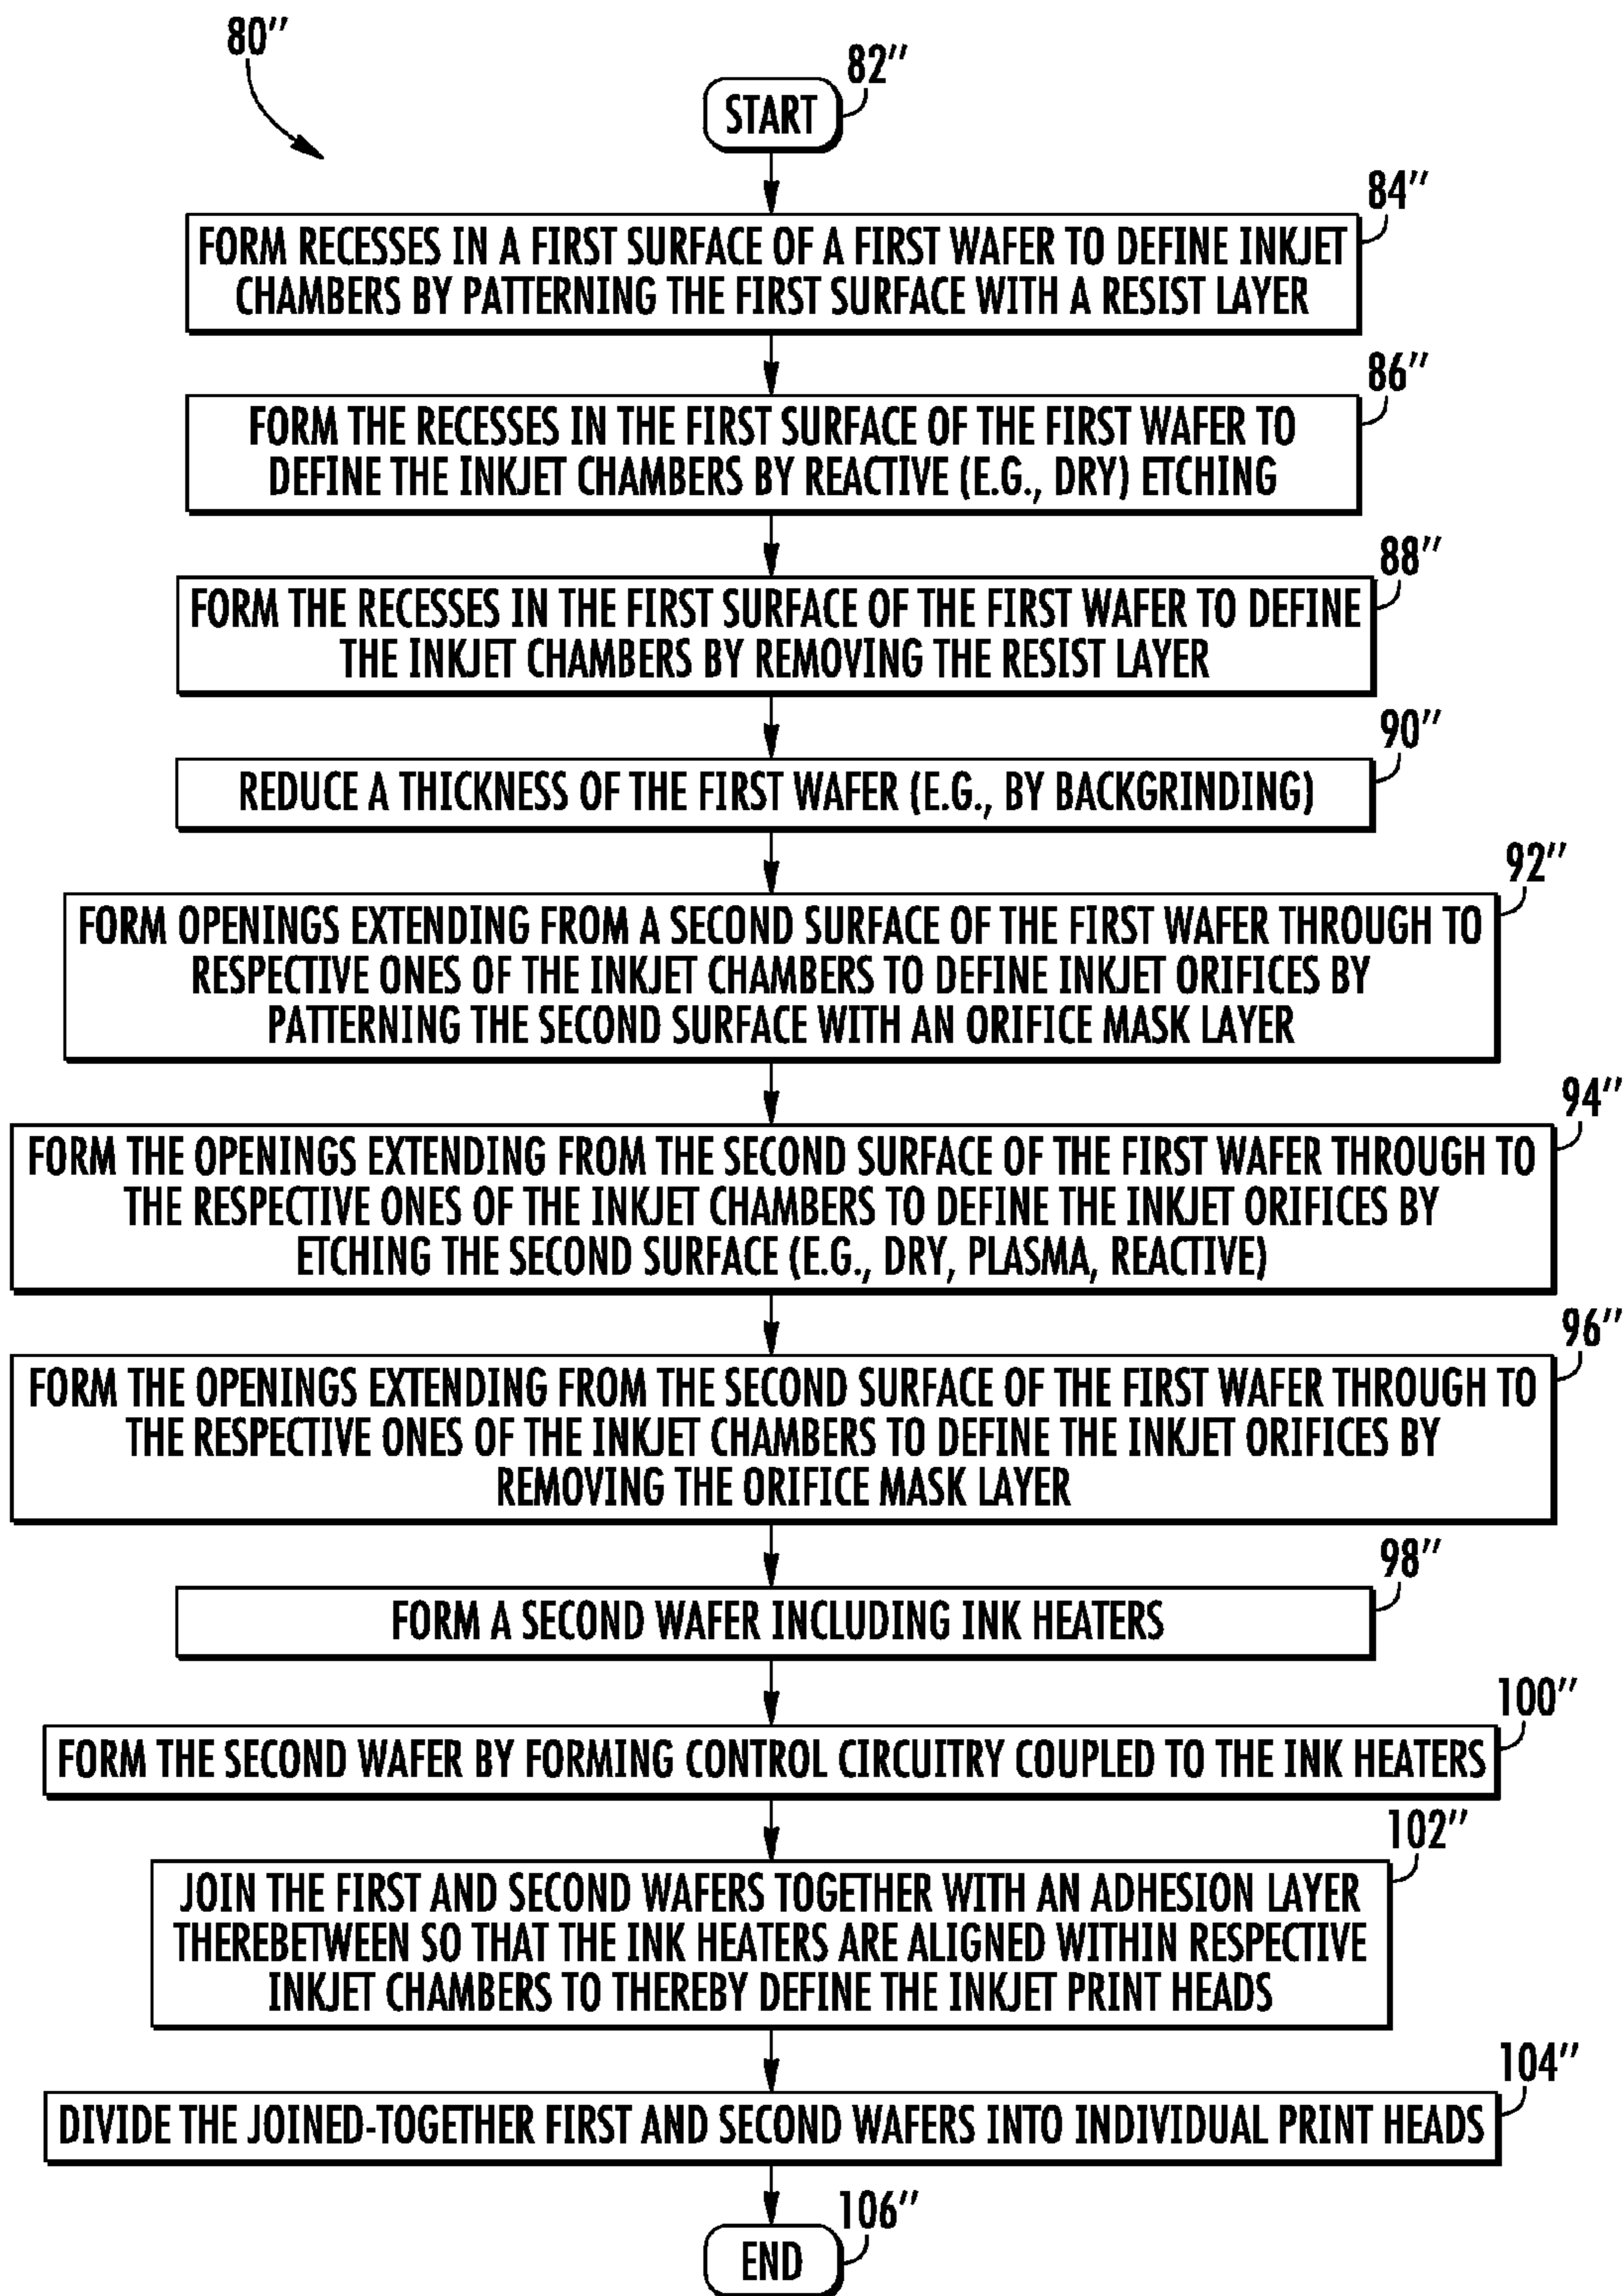 80''
START
82''
84''
FORM RECESSES IN A FIRST SURFACE OF A FIRST WAFER TO DEFINE INKJET
CHAMBERS BY PATTERNING THE FIRST SURFACE WITH A RESIST LAYER
86''
FORM THE RECESSES IN THE FIRST SURFACE OF THE FIRST WAFER TO
DEFINE THE INKJET CHAMBERS BY REACTIVE (E.G., DRY) ETCHING
88''
FORM THE RECESSES IN THE FIRST SURFACE OF THE FIRST WAFER TO DEFINE
THE INKJET CHAMBERS BY REMOVING THE RESIST LAYER
90''
REDUCE A THICKNESS OF THE FIRST WAFER (E.G., BY BACKGRINDING)
92''
FORM OPENINGS EXTENDING FROM A SECOND SURFACE OF THE FIRST WAFER THROUGH TO
RESPECTIVE ONES OF THE INKJET CHAMBERS TO DEFINE INKJET ORIFICES BY
PATTERNING THE SECOND SURFACE WITH AN ORIFICE MASK LAYER
94''
FORM THE OPENINGS EXTENDING FROM THE SECOND SURFACE OF THE FIRST WAFER THROUGH TO
THE RESPECTIVE ONES OF THE INKJET CHAMBERS TO DEFINE THE INKJET ORIFICES BY
ETCHING THE SECOND SURFACE (E.G., DRY, PLASMA, REACTIVE)
96''
FORM THE OPENINGS EXTENDING FROM THE SECOND SURFACE OF THE FIRST WAFER THROUGH TO
THE RESPECTIVE ONES OF THE INKJET CHAMBERS TO DEFINE THE INKJET ORIFICES BY
REMOVING THE ORIFICE MASK LAYER
98''
FORM A SECOND WAFER INCLUDING INK HEATERS
100''
FORM THE SECOND WAFER BY FORMING CONTROL CIRCUITRY COUPLED TO THE INK HEATERS
102''
JOIN THE FIRST AND SECOND WAFERS TOGETHER WITH AN ADHESION LAYER
THEREBETWEEN SO THAT THE INK HEATERS ARE ALIGNED WITHIN RESPECTIVE
INKJET CHAMBERS TO THEREBY DEFINE THE INKJET PRINT HEADS
104''
DIVIDE THE JOINED-TOGETHER FIRST AND SECOND WAFERS INTO INDIVIDUAL PRINT HEADS
106''
END